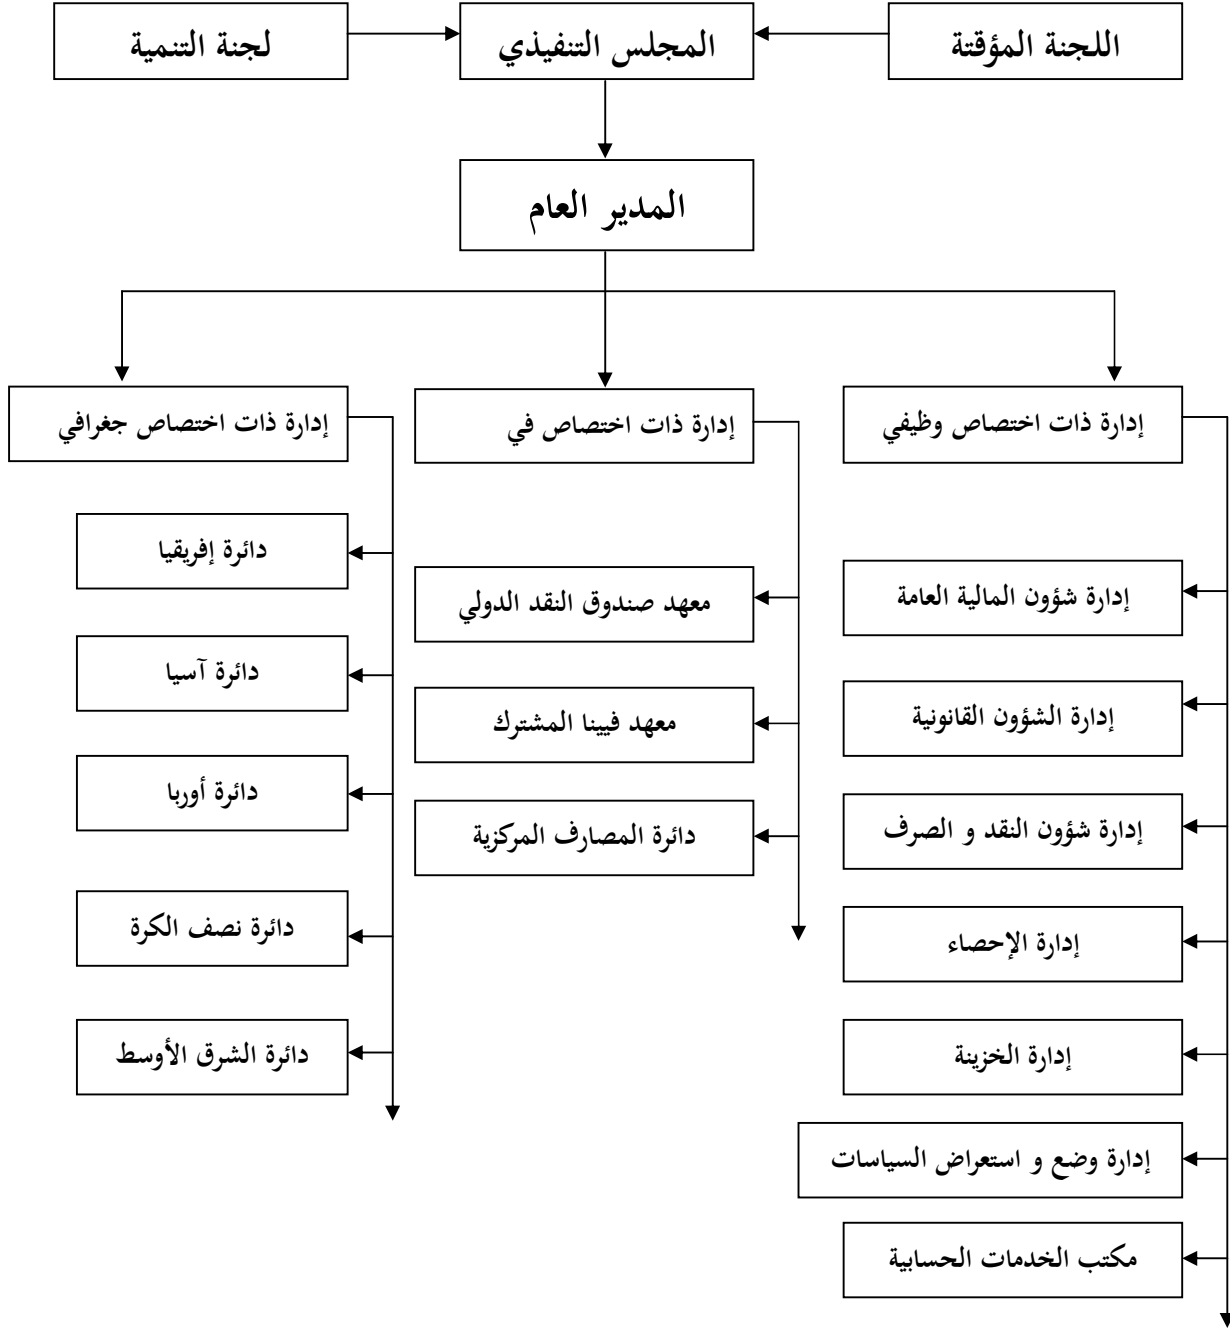 اللجنة المؤقتة
المجلس التنفيذي
لجنة التنمية
المدير العام
إدارة ذات اختصاص وظيفي
إدارة ذات اختصاص في
إدارة ذات اختصاص جغرافي
إدارة شؤون المالية العامة
إدارة الشؤون القانونية
إدارة شؤون النقد و الصرف
إدارة الإحصاء
إدارة الخزينة
إدارة وضع و استعراض السياسات
مكتب الخدمات الحسابية
معهد صندوق النقد الدولي
معهد فيينا المشترك
دائرة المصارف المركزية
دائرة إفريقيا
دائرة آسيا
دائرة أوربا
دائرة نصف الكرة
دائرة الشرق الأوسط